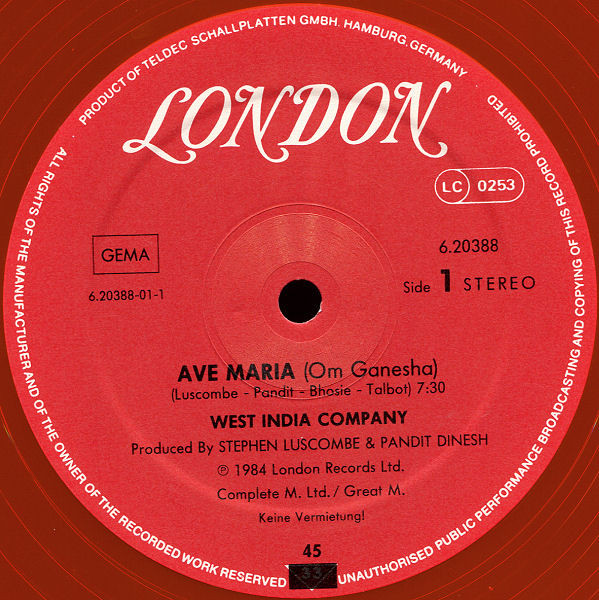 PRODUCT OF TELDEC SCHALLPLATTEN GMBH. HAMBURG, GERMANY
LONDON
LC 0253
GEMA
6.20388
6.20388-01-1
Side 1 STEREO
AVE MARIA (Om Ganesha)
(Luscombe - Pandit - Bhasie - Talbot) 7:30
WEST INDIA COMPANY
Produced By STEPHEN LUSCOMBE & PANDIT DINESH
℗ 1984 London Records Ltd.
Complete M. Ltd./ Great M.
Keine Vermietung!
45
33
ALL RIGHTS OF THE MANUFACTURER AND OF THE OWNER OF THE RECORDED WORK RESERVED
UNAUTHORISED PUBLIC PERFORMANCE BROADCASTING AND COPYING OF THIS RECORD PROHIBITED